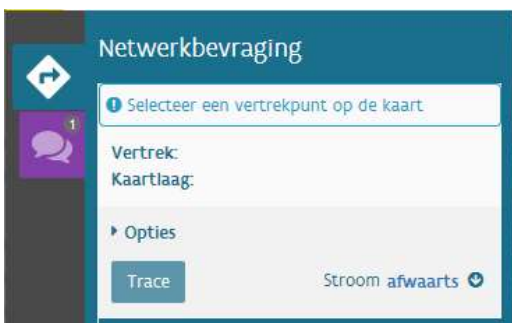 Netwerkbevraging
1
Selecteer een vertrekpunt op de kaart
Vertrek:
Kaartlaag:
Opties
Trace
Stroom afwaarts